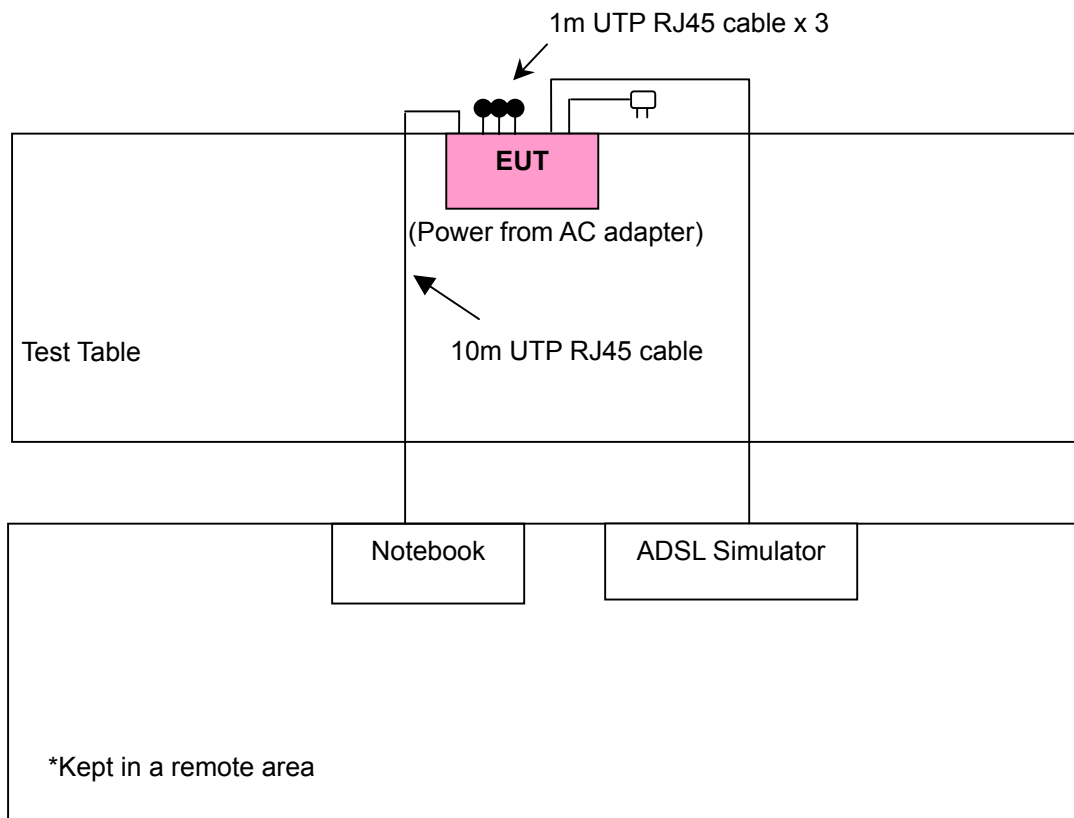 1m UTP RJ45 cable x 3
EUT
(Power from AC adapter)
Test Table
10m UTP RJ45 cable
Notebook
ADSL Simulator
*Kept in a remote area